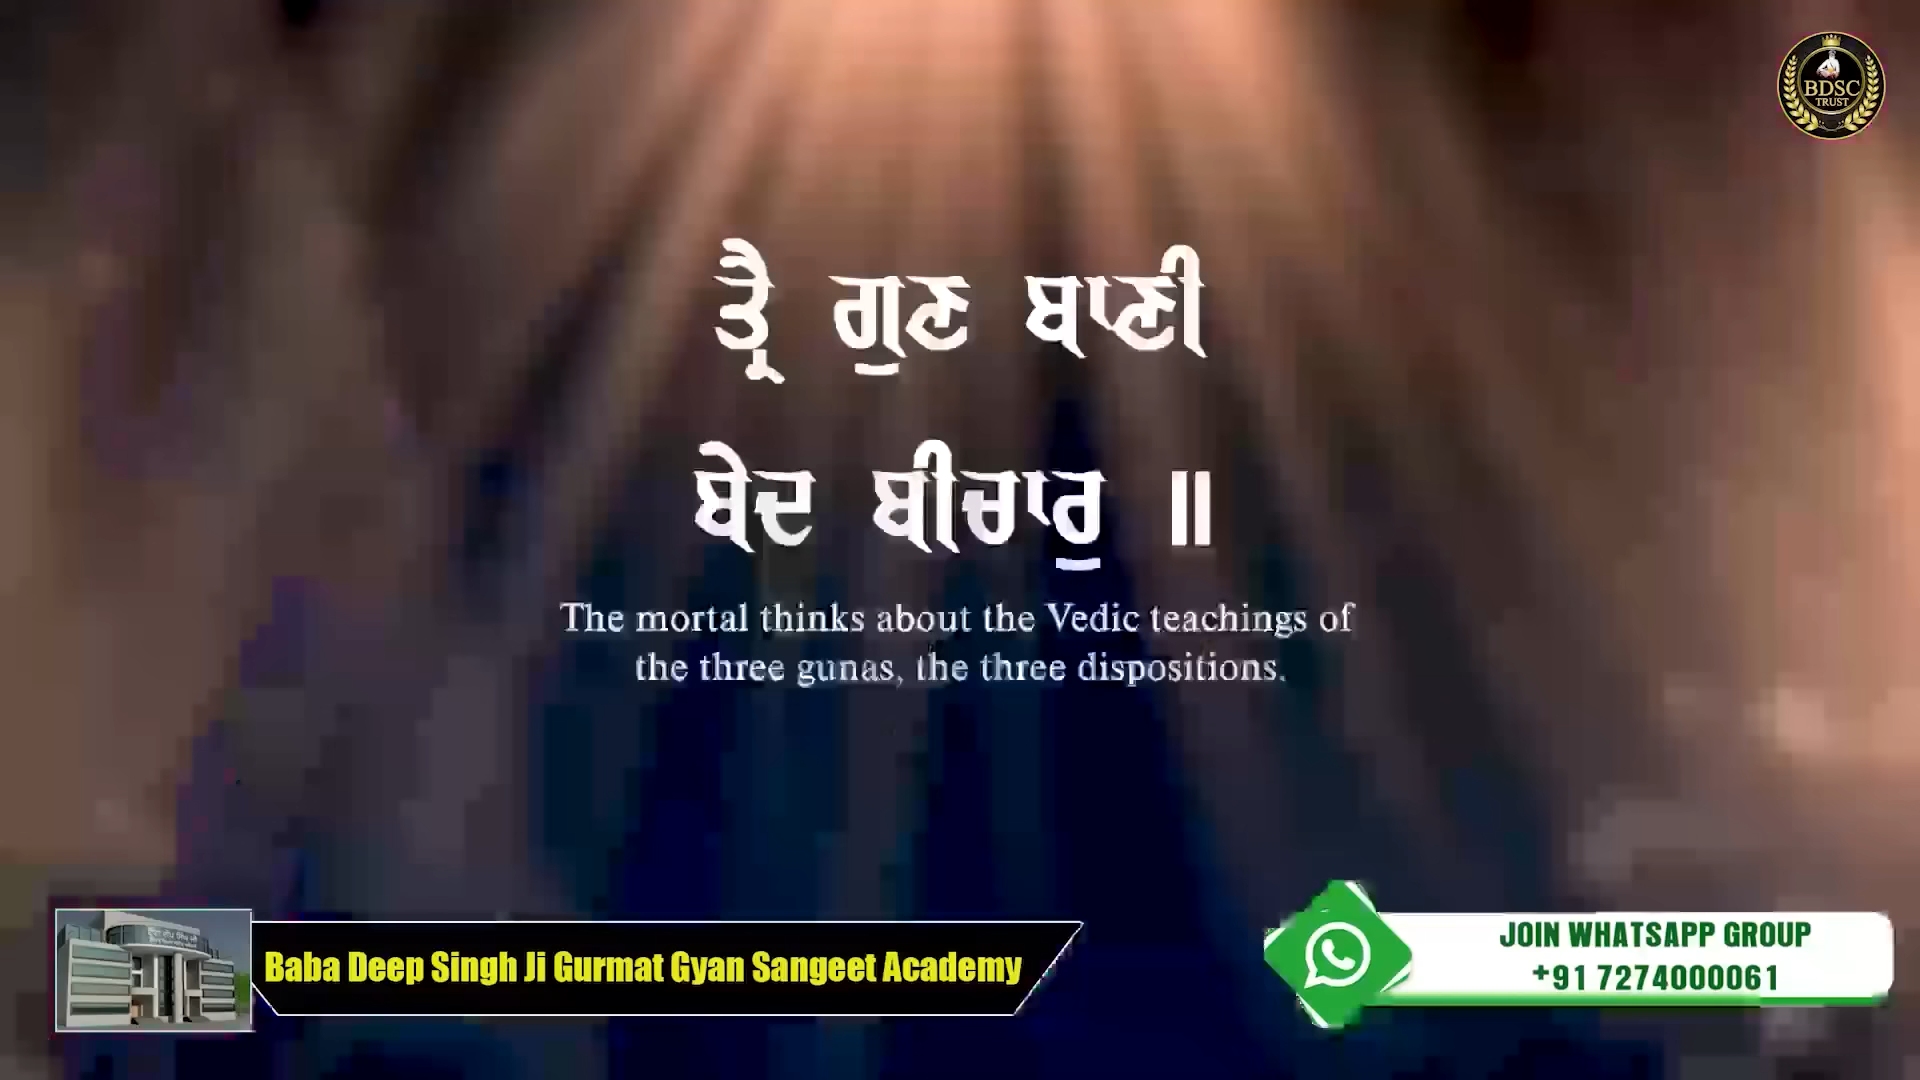 BDSC
TRUST
ਤ੍ਰੈ ਗੁਣ ਬਾਣੀ
ਬੇਦ ਬੀਚਾਰੁ ॥
The mortal thinks about the Vedic teachings of
the three gunas, the three dispositions.
Baba Deep Singh Ji Gurmat Gyan Sangeet Academy
JOIN WHATSAPP GROUP
+91 7274000061